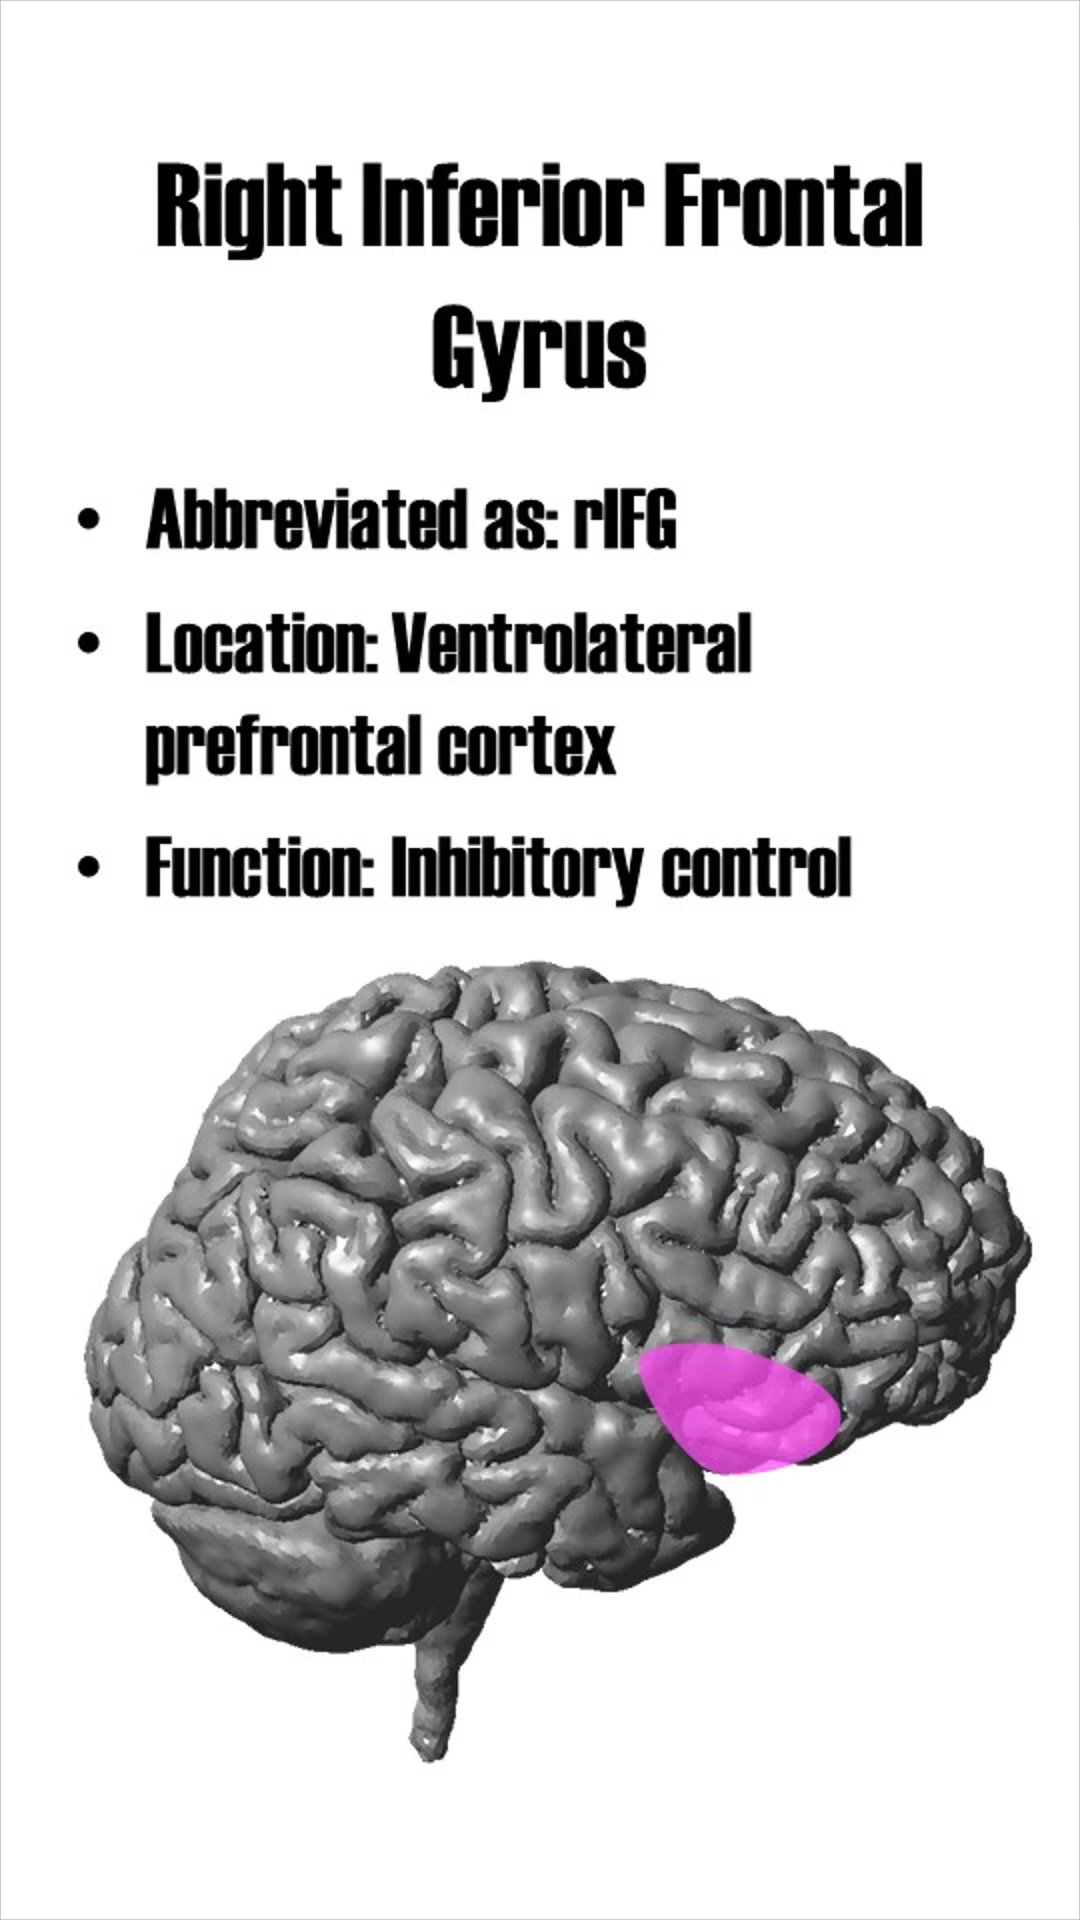 Right Inferior Frontal
Gyrus
• Abbreviated as: rIFG
• Location: Ventrolateral
prefrontal cortex
• Function: Inhibitory control